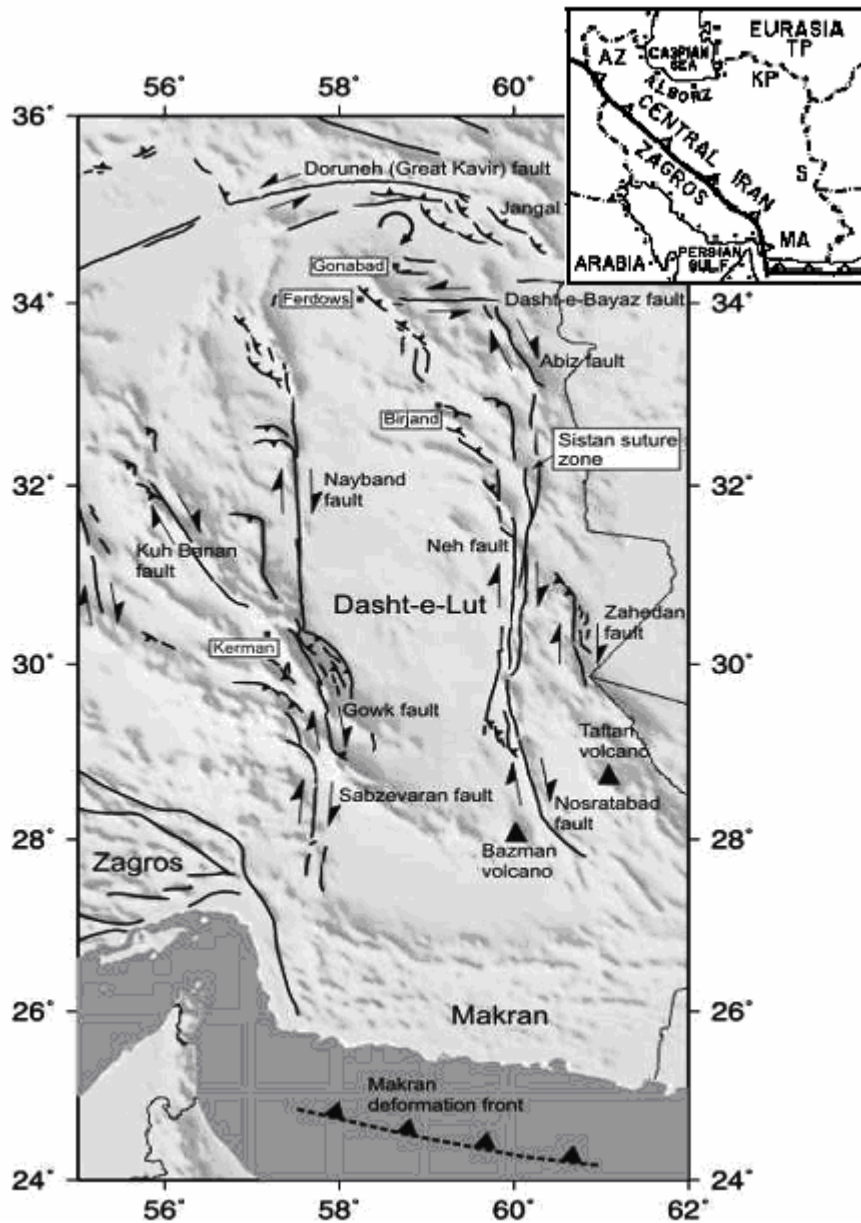 EURASIA
TP
CASPIAN
SEA
AZ
KP
ALBORZ
CENTRAL IRAN
ZAGROS
S
MA
ARABIA
PERSIAN
GULF
56°
58°
60°
36°
Doruneh (Great Kavir) fault
Jangal
Gonabad
34°
Ferdows
Dasht-e-Bayaz fault
34°
Abiz fault
Birjand
Sistan suture
zone
32°
Nayband
fault
32°
Kuh Banan
fault
Neh fault
Dasht-e-Lut
Zahedan
fault
30°
Kerman
30°
Gowk fault
Taftan
volcano
Sabzevaran fault
Nosratabad
fault
28°
Bazman
volcano
28°
Zagros
26°
Makran
26°
Makran
deformation front
24°
24°
56°
58°
60°
62°